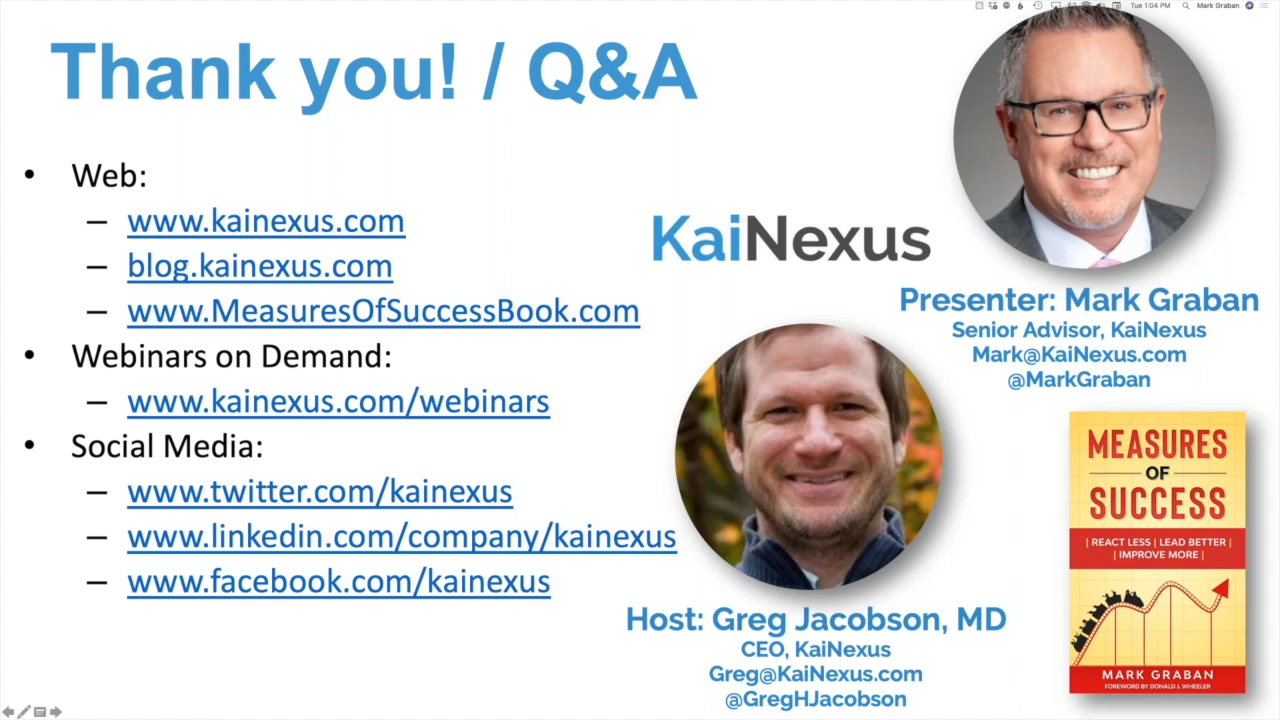 Tue 1:04 PM Mark Graban
Thank you! / Q&A
• Web:
– www.kainexus.com
– blog.kainexus.com
– www.MeasuresOfSuccessBook.com
• Webinars on Demand:
– www.kainexus.com/webinars
• Social Media:
– www.twitter.com/kainexus
– www.linkedin.com/company/kainexus
– www.facebook.com/kainexus
KaiNexus
Presenter: Mark Graban
Senior Advisor, KaiNexus
Mark@KaiNexus.com
@MarkGraban
Host: Greg Jacobson, MD
CEO, KaiNexus
Greg@KaiNexus.com
@GregHJacobson
MEASURES
OF
SUCCESS
| REACT LESS | LEAD BETTER |
| IMPROVE MORE |
MARK GRABAN
FOREWORD BY DONALD J. WHEELER